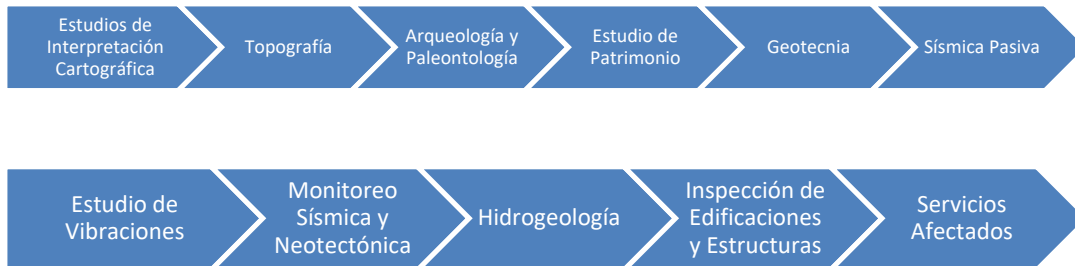 Estudios de
Interpretación
Cartográfica
Topografía
Arqueología y
Paleontología
Estudio de
Patrimonio
Geotecnia
Sísmica Pasiva
Estudio de
Vibraciones
Monitoreo
Sísmica y
Neotectónica
Hidrogeología
Inspección de
Edificaciones
y Estructuras
Servicios
Afectados